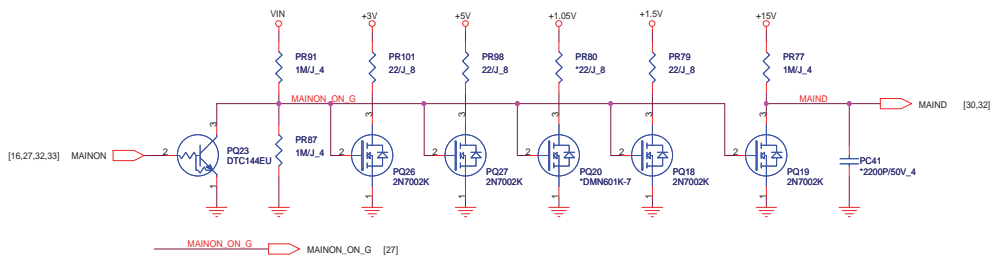 VIN
+3V
+5V
+1.05V
+1.5V
+15V
PR91
1M/J_4
PR101
22/J_8
PR98
22/J_8
PR80
*22/J_8
PR79
22/J_8
PR77
1M/J_4
MAINON_ON_G
MAIND
MAIND [30,32]
3
3
3
3
3
3
[16,27,32,33] MAINON
2
PQ23
DTC144EU
1
PR87
1M/J_4
2
PQ26
2N7002K
1
2
PQ27
2N7002K
1
2
PQ20
*DMN601K-7
1
2
PQ18
2N7002K
1
2
PQ19
2N7002K
1
PC41
*2200P/50V_4
MAINON_ON_G
MAINON_ON_G [27]